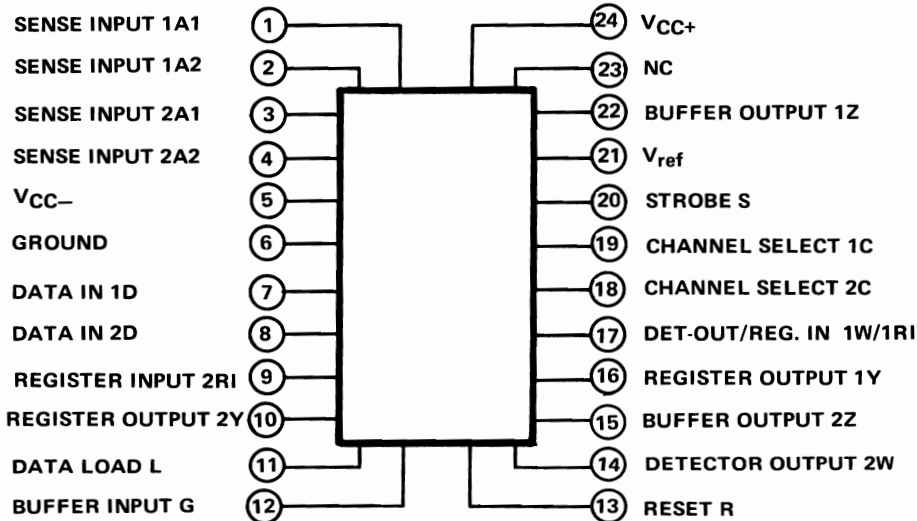 SENSE INPUT 1A1 1
SENSE INPUT 1A2 2
SENSE INPUT 2A1 3
SENSE INPUT 2A2 4
VCC– 5
GROUND 6
DATA IN 1D 7
DATA IN 2D 8
REGISTER INPUT 2RI 9
REGISTER OUTPUT 2Y 10
DATA LOAD L 11
BUFFER INPUT G 12
24 VCC+
23 NC
22 BUFFER OUTPUT 1Z
21 Vref
20 STROBE S
19 CHANNEL SELECT 1C
18 CHANNEL SELECT 2C
17 DET-OUT/REG. IN 1W/1RI
16 REGISTER OUTPUT 1Y
15 BUFFER OUTPUT 2Z
14 DETECTOR OUTPUT 2W
13 RESET R